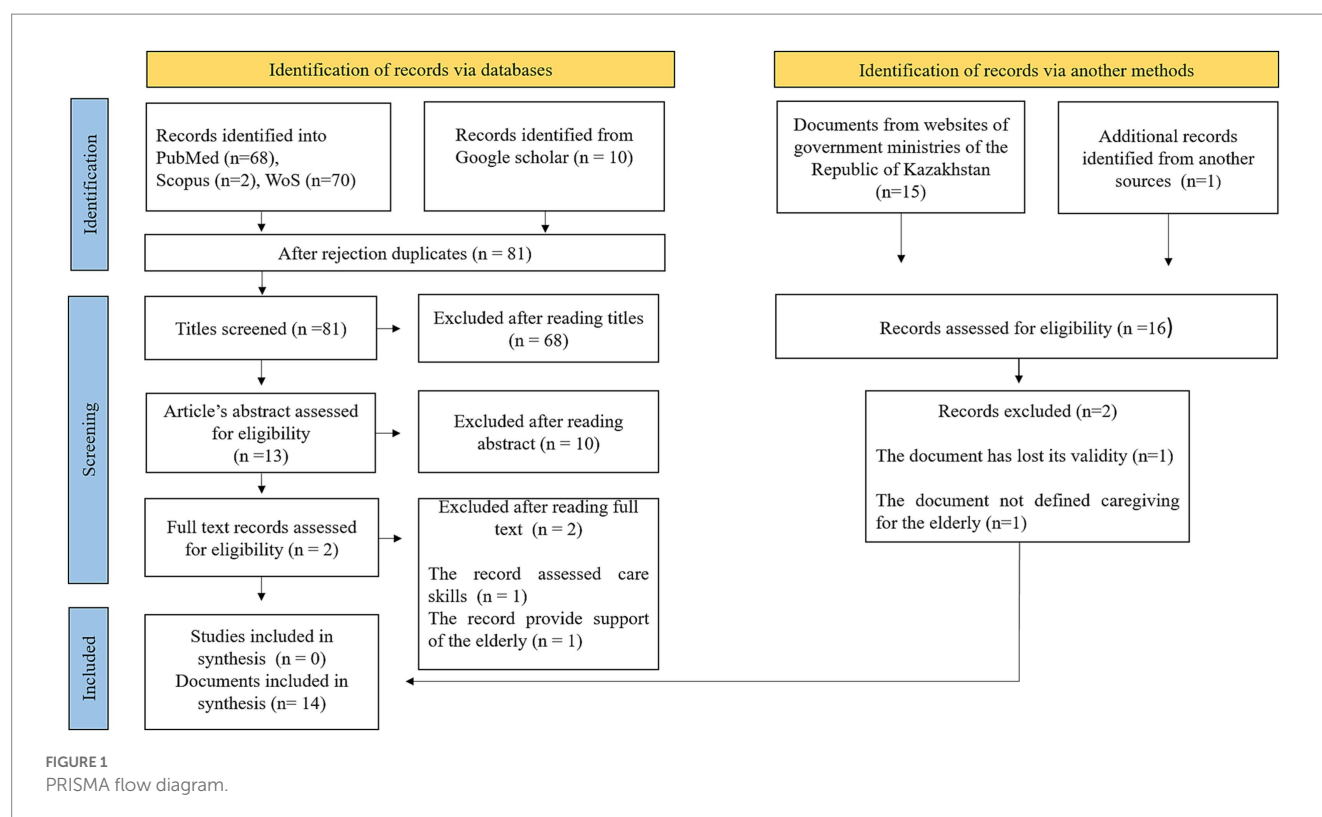 Identification of records via databases
Identification of records via another methods
Identification
Records identified into
PubMed (n=68),
Scopus (n=2), WoS (n=70)
Records identified from
Google scholar (n = 10)
Documents from websites of
government ministries of the
Republic of Kazakhstan
(n=15)
Additional records
identified from another
sources (n=1)
After rejection duplicates (n = 81)
Screening
Titles screened (n =81)
Excluded after reading titles
(n = 68)
Records assessed for eligibility (n =16)
Article's abstract assessed
for eligibility
(n =13)
Excluded after reading
abstract (n = 10)
Records excluded (n=2)
The document has lost its validity (n=1)
The document not defined caregiving
for the elderly (n=1)
Full text records assessed
for eligibility (n = 2)
Excluded after reading full
text (n = 2)
The record assessed care
skills (n = 1)
The record provide support
of the elderly (n = 1)
Included
Studies included in
synthesis (n = 0)
Documents included in
synthesis (n= 14)
FIGURE 1
PRISMA flow diagram.